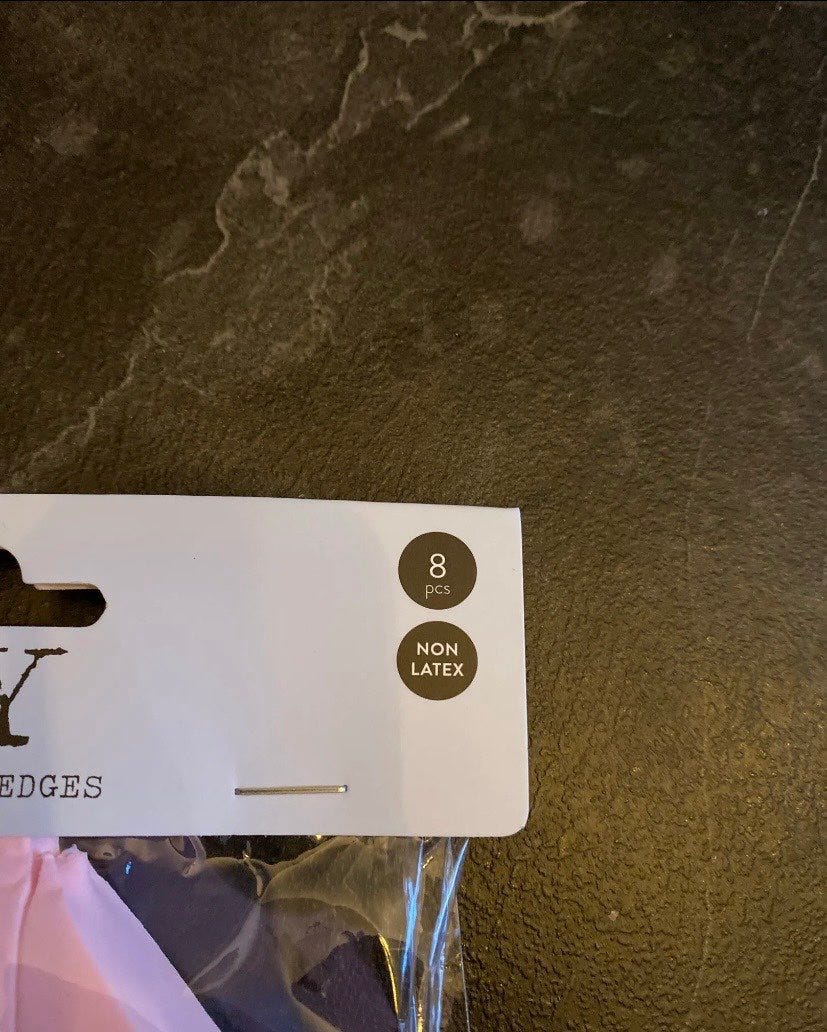 8
pcs
NON
LATEX
Y
EDGES